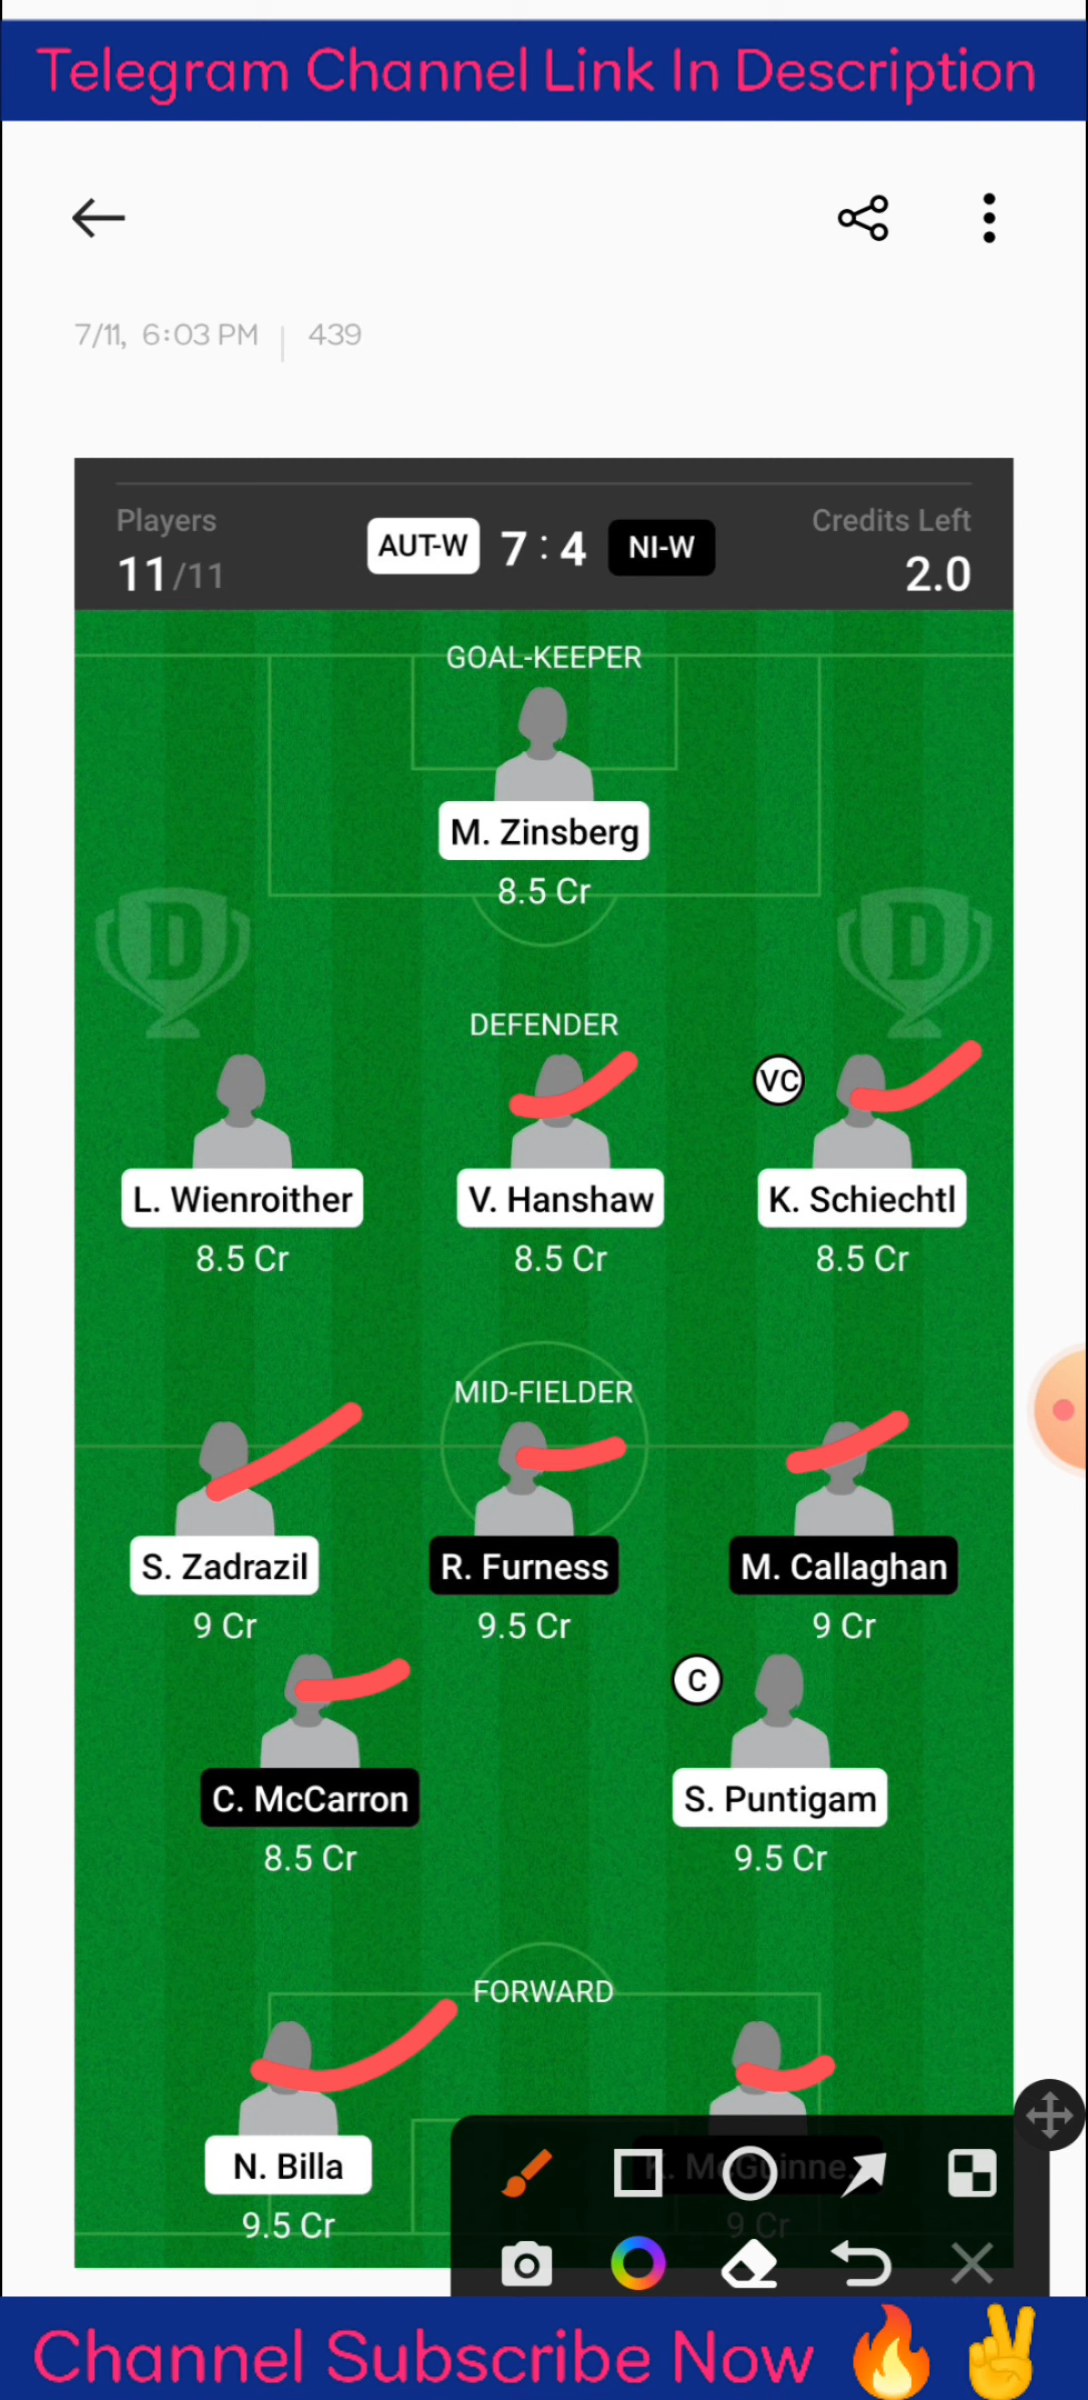 Telegram Channel Link In Description
7/11, 6:03 PM | 439
Players
Credits Left
AUT-W 7 : 4 NI-W
11/11
2.0
GOAL-KEEPER
M. Zinsberg
8.5 Cr
D
D
DEFENDER
VC
L. Wienroither
V. Hanshaw
K. Schiechtl
8.5 Cr
8.5 Cr
8.5 Cr
MID-FIELDER
S. Zadrazil
R. Furness
M. Callaghan
9 Cr
9.5 Cr
9 Cr
C
C. McCarron
S. Puntigam
8.5 Cr
9.5 Cr
FORWARD
N. Billa
K. McGuinne..
9.5 Cr
9 Cr
Channel Subscribe Now 🔥 ✌